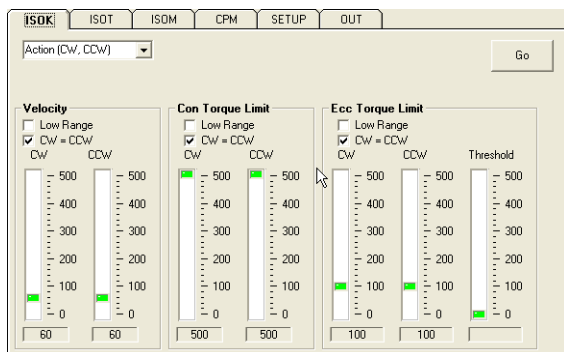 ISOK ISOT ISOM CPM SETUP OUT
Action (CW, CCW)
Go
Velocity
Low Range
CW = CCW
CW CCW
500 500
400 400
300 300
200 200
100 100
0 0
60 60
Con Torque Limit
Low Range
CW = CCW
CW CCW
500 500
400 400
300 300
200 200
100 100
0 0
500 500
Ecc Torque Limit
Low Range
CW = CCW
CW CCW Threshold
500 500 500
400 400 400
300 300 300
200 200 200
100 100 100
0 0 0
100 100